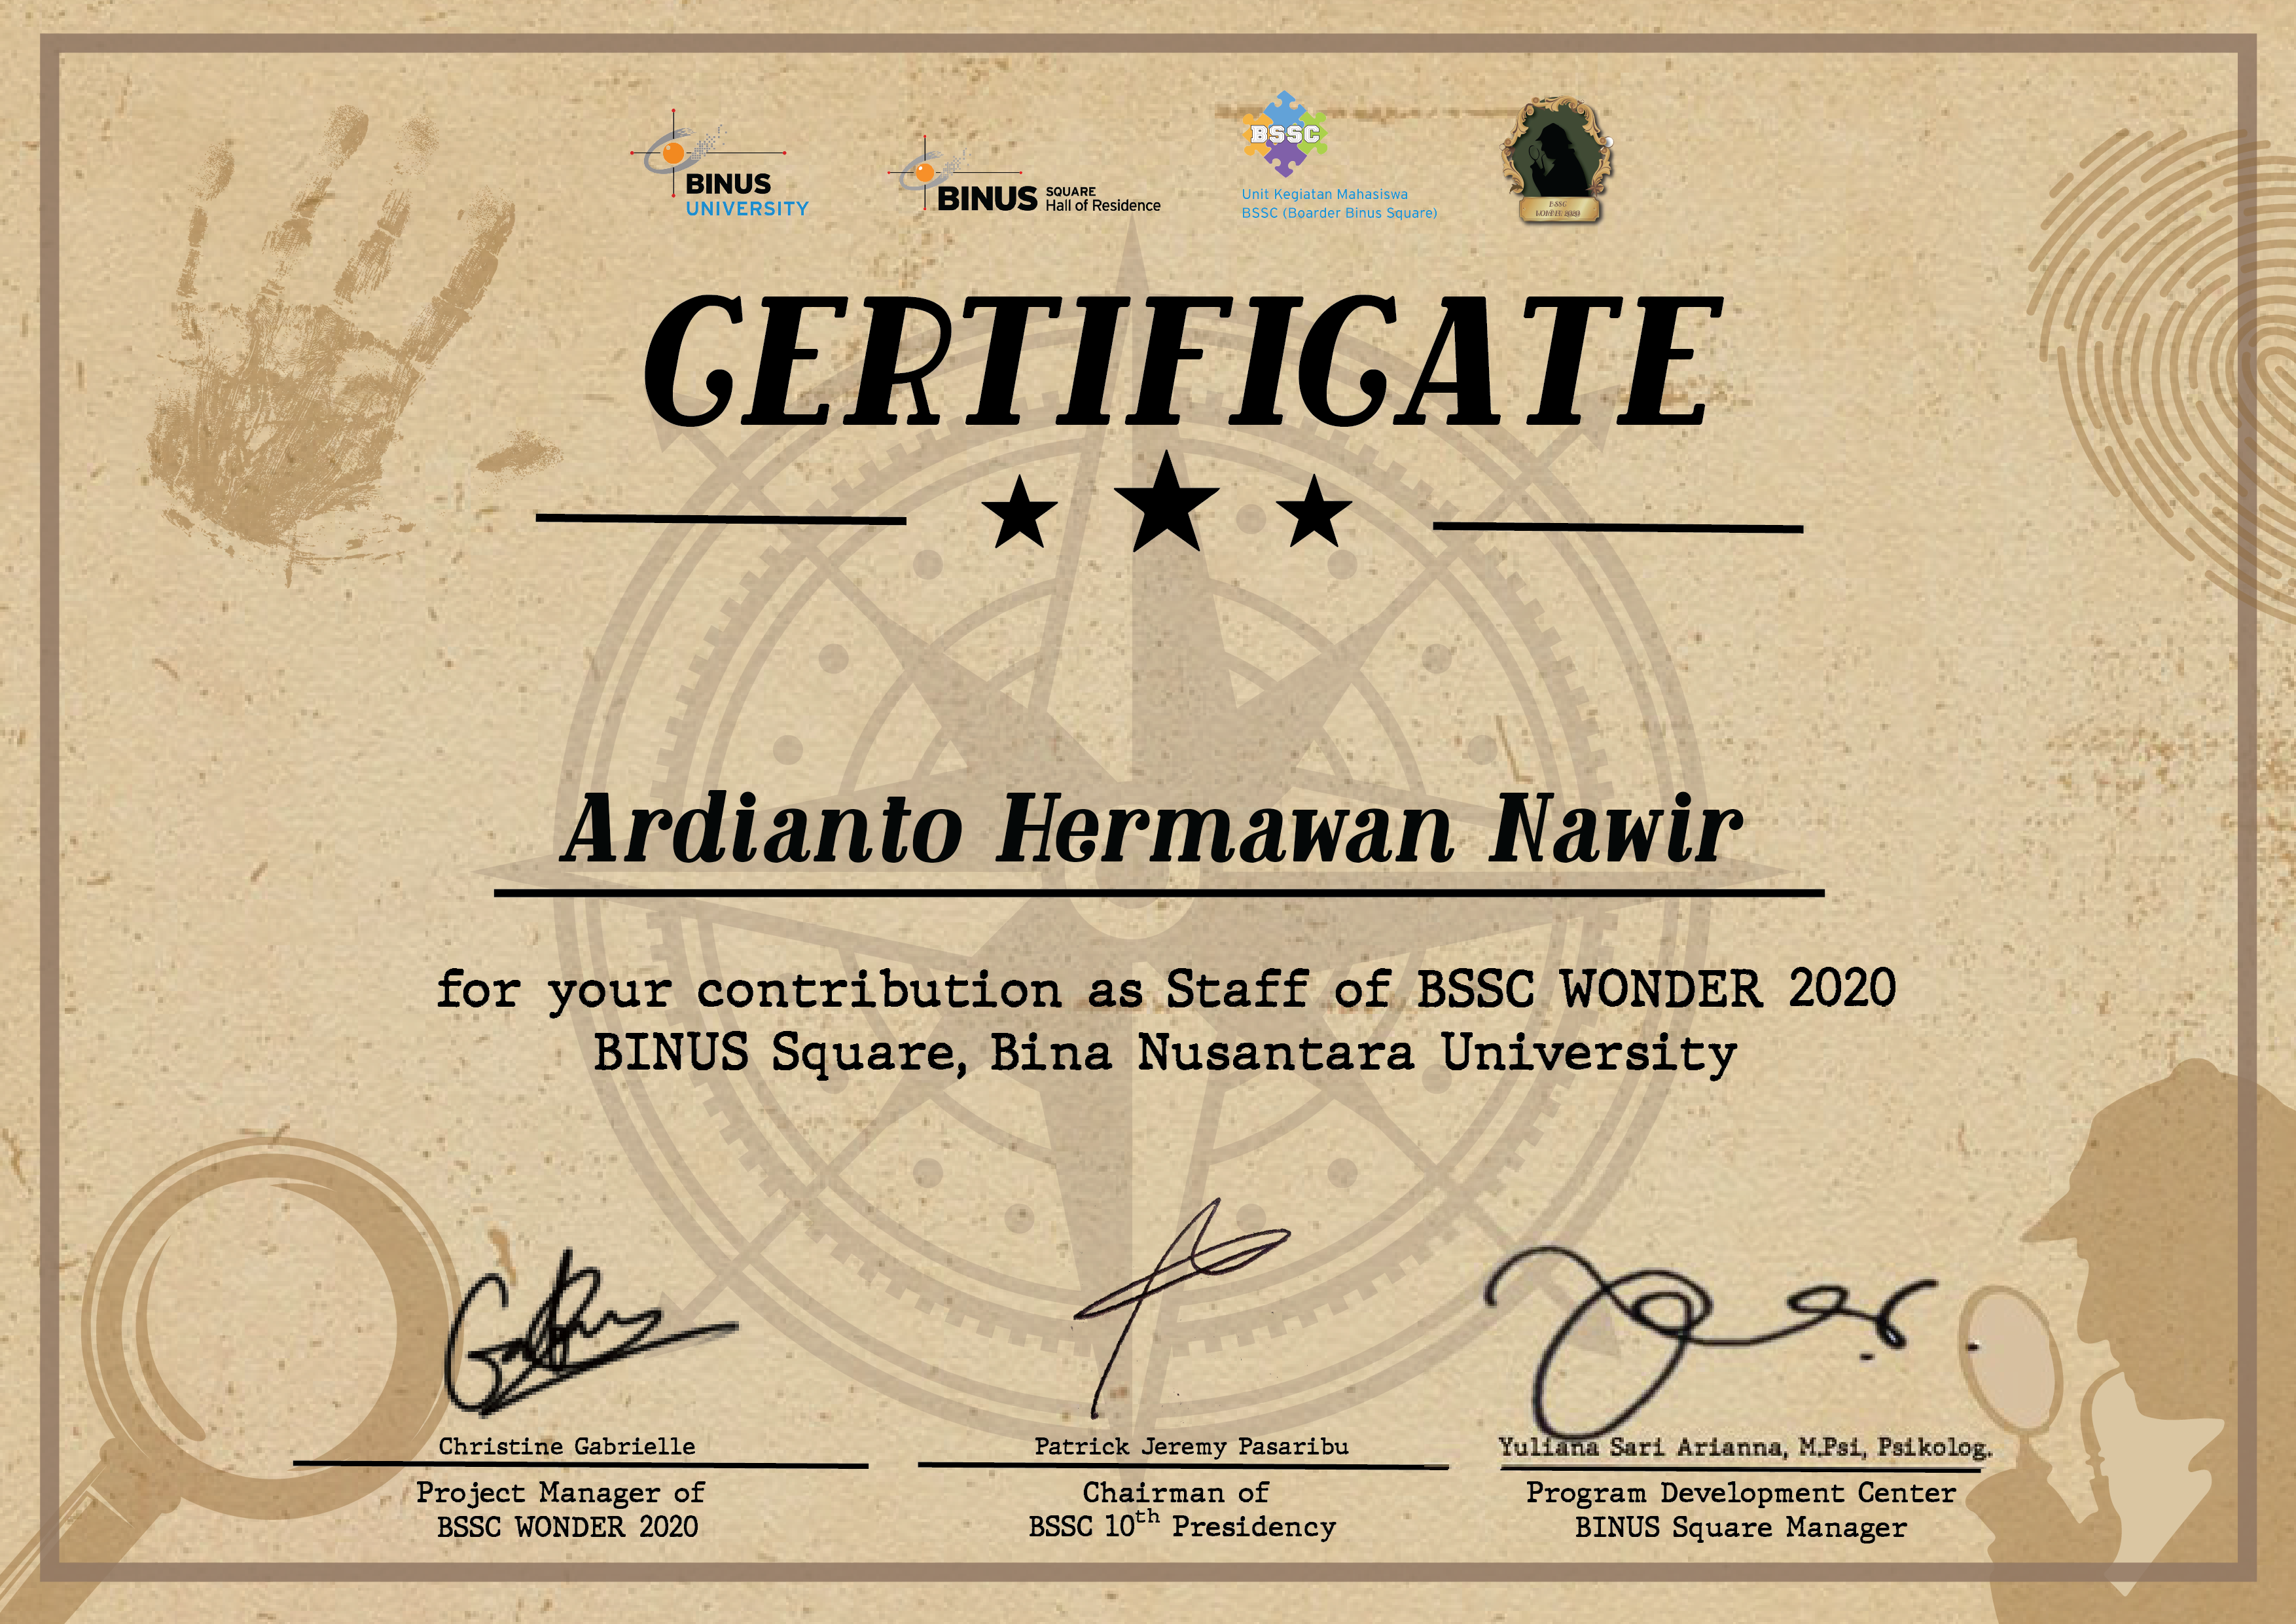 BINUS
UNIVERSITY
BINUS SQUARE
Hall of Residence
BSSC
Unit Kegiatan Mahasiswa
BSSC (Boarder Binus Square)
BSSC
WONDER 2020
CERTIFICATE
Ardianto Hermawan Nawir
for your contribution as Staff of BSSC WONDER 2020
BINUS Square, Bina Nusantara University
Christine Gabrielle
Project Manager of
BSSC WONDER 2020
Patrick Jeremy Pasaribu
Chairman of
BSSC 10th Presidency
Yuliana Sari Arianna, M.Psi, Psikolog.
Program Development Center
BINUS Square Manager